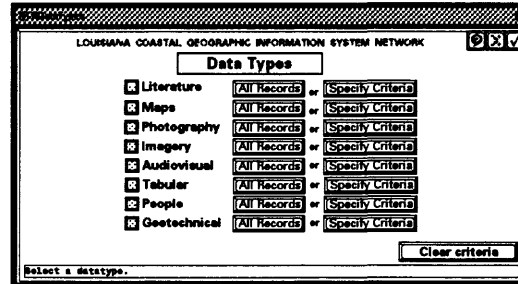 LOUISIANA COASTAL GEOGRAPHIC INFORMATION SYSTEM NETWORK
Data Types
Literature All Records or Specify Criteria
Maps All Records or Specify Criteria
Photography All Records or Specify Criteria
Imagery All Records or Specify Criteria
Audiovisual All Records or Specify Criteria
Tabular All Records or Specify Criteria
People All Records or Specify Criteria
Geotechnical All Records or Specify Criteria
Clear criteria
Select a datatype.